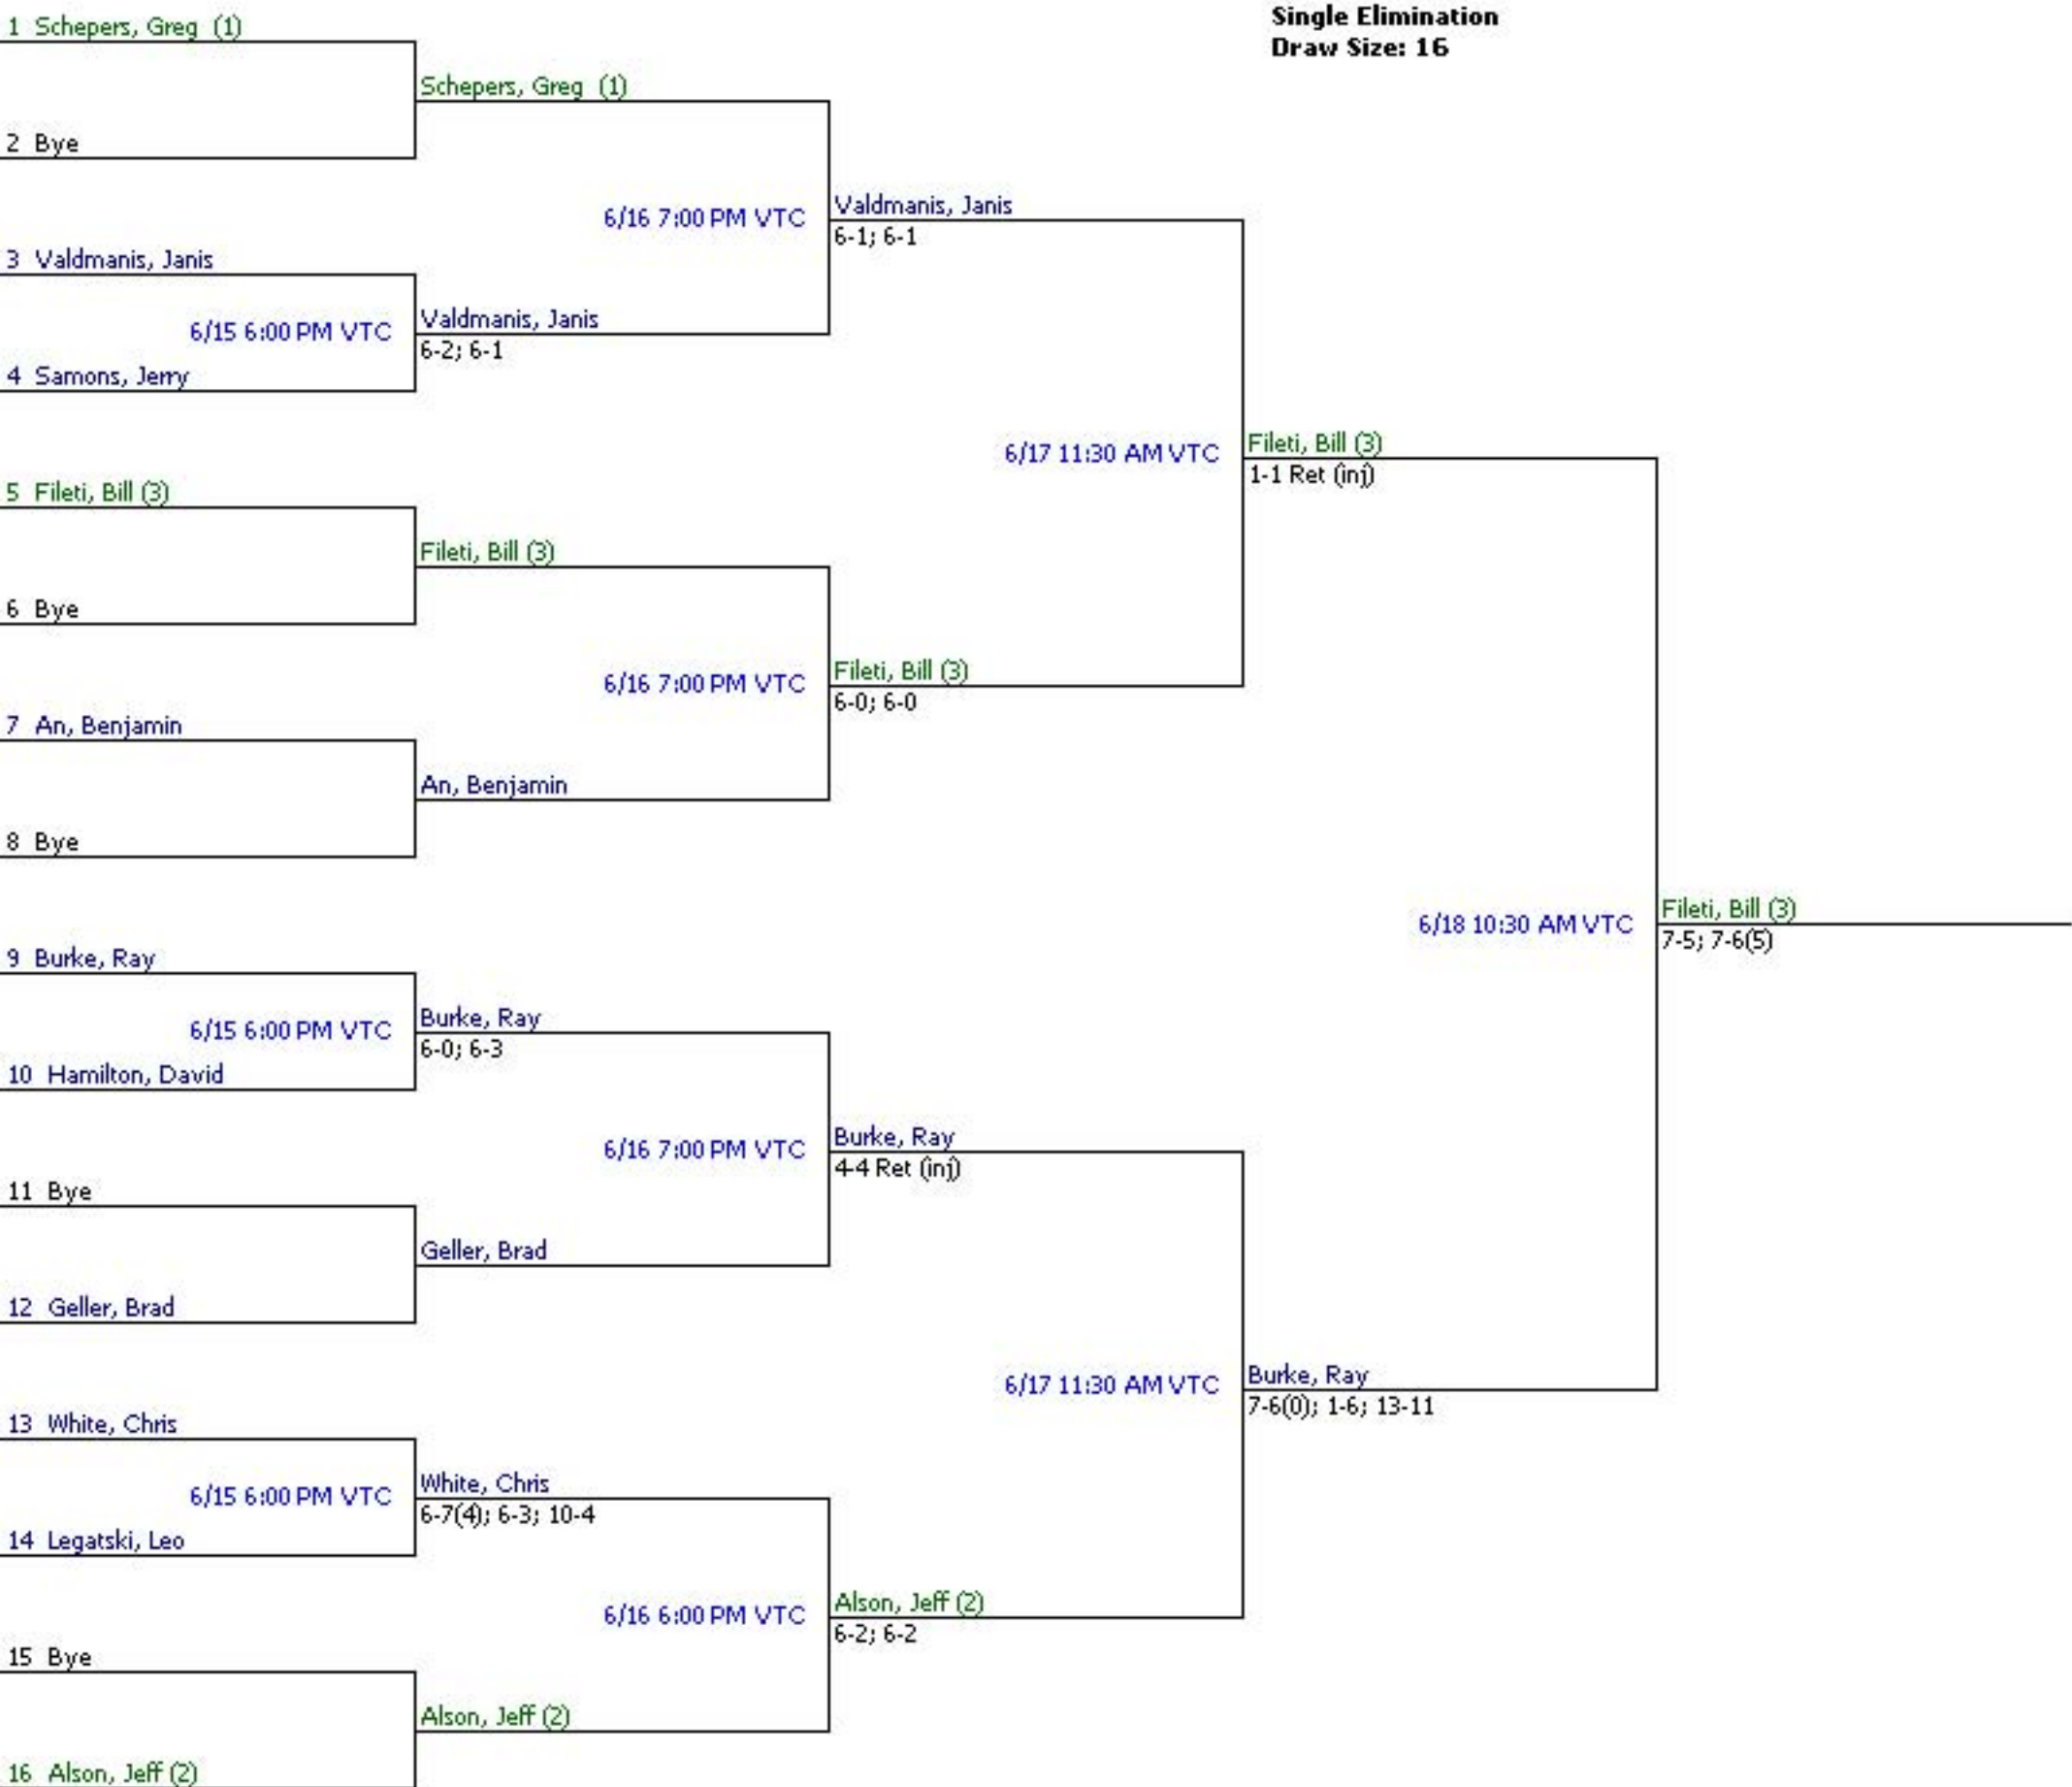 Single Elimination
Draw Size: 16
1 Schepers, Greg (1)
Schepers, Greg (1)
2 Bye
6/16 7:00 PM VTC
Valdmanis, Janis
6-1; 6-1
3 Valdmanis, Janis
6/15 6:00 PM VTC
Valdmanis, Janis
6-2; 6-1
4 Samons, Jerry
6/17 11:30 AM VTC
Fileti, Bill (3)
1-1 Ret (inj)
5 Fileti, Bill (3)
Fileti, Bill (3)
6 Bye
6/16 7:00 PM VTC
Fileti, Bill (3)
6-0; 6-0
7 An, Benjamin
An, Benjamin
8 Bye
6/18 10:30 AM VTC
Fileti, Bill (3)
7-5; 7-6(5)
9 Burke, Ray
6/15 6:00 PM VTC
Burke, Ray
6-0; 6-3
10 Hamilton, David
6/16 7:00 PM VTC
Burke, Ray
4-4 Ret (inj)
11 Bye
Geller, Brad
12 Geller, Brad
6/17 11:30 AM VTC
Burke, Ray
7-6(0); 1-6; 13-11
13 White, Chris
6/15 6:00 PM VTC
White, Chris
6-7(4); 6-3; 10-4
14 Legatski, Leo
6/16 6:00 PM VTC
Alson, Jeff (2)
6-2; 6-2
15 Bye
Alson, Jeff (2)
16 Alson, Jeff (2)